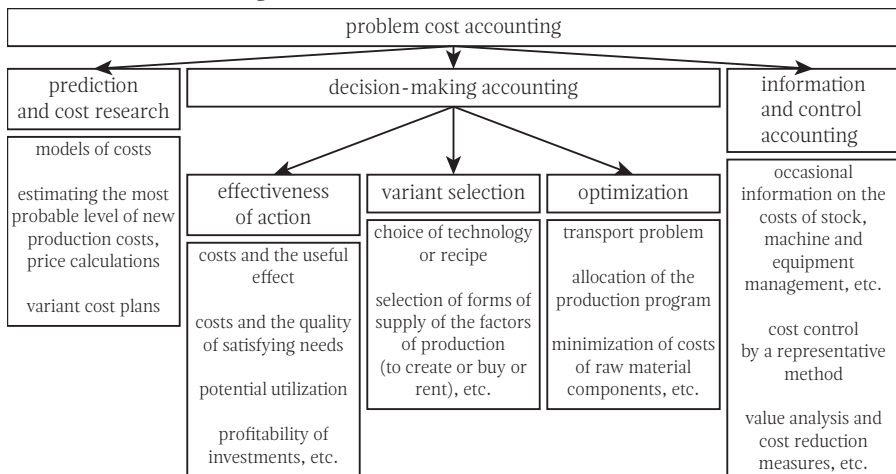 problem cost accounting
prediction
and cost research
decision-making accounting
information
and control
accounting
models of costs
estimating the most
probable level of new
production costs,
price calculations
variant cost plans
effectiveness
of action
costs and the useful
effect
costs and the quality
of satisfying needs
potential utilization
profitability of
investments, etc.
variant selection
choice of technology
or recipe
selection of forms of
supply of the factors
of production
(to create or buy or
rent), etc.
optimization
transport problem
allocation of the
production program
minimization of costs
of raw material
components, etc.
occasional
information on the
costs of stock,
machine and
equipment
management, etc.
cost control
by a representative
method
value analysis and
cost reduction
measures, etc.